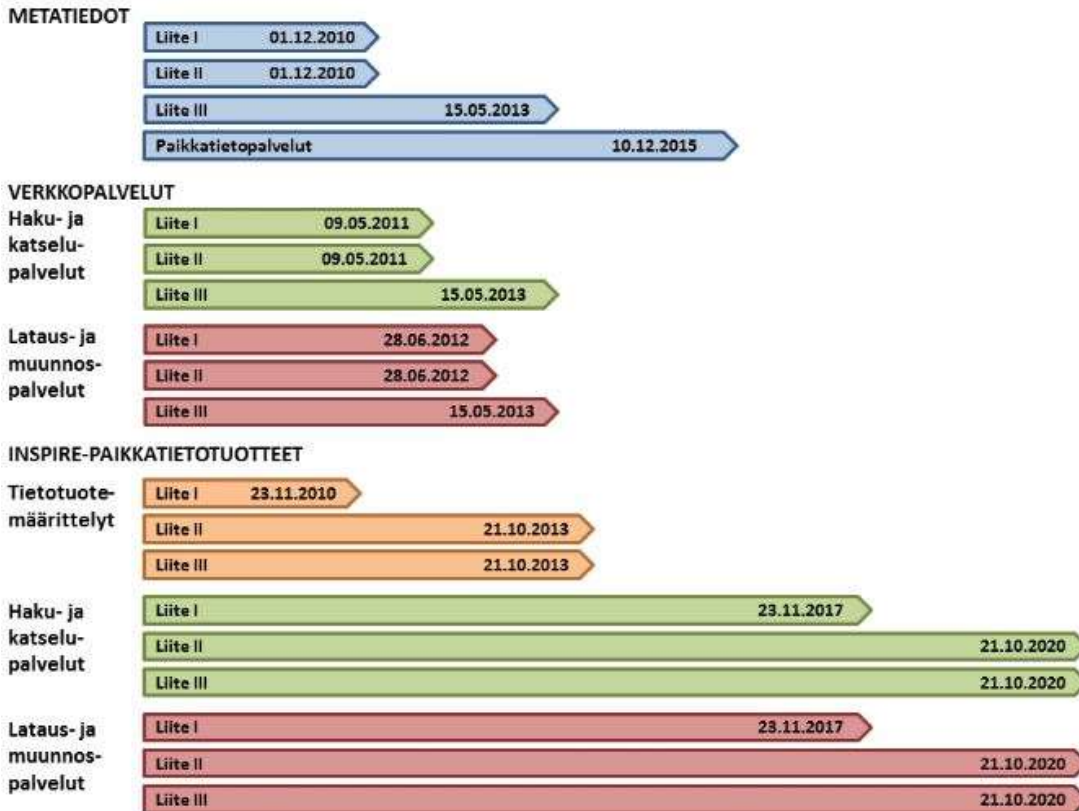 METATIEDOT
Liite I 01.12.2010
Liite II 01.12.2010
Liite III 15.05.2013
Paikkatietopalvelut 10.12.2015
VERKKOPALVELUT
Haku- ja
katselu-
palvelut
Liite I 09.05.2011
Liite II 09.05.2011
Liite III 15.05.2013
Lataus- ja
muunnos-
palvelut
Liite I 28.06.2012
Liite II 28.06.2012
Liite III 15.05.2013
INSPIRE-PAIKKATIETOTUOTTEET
Tietotuote-
määrittelyt
Liite I 23.11.2010
Liite II 21.10.2013
Liite III 21.10.2013
Haku- ja
katselu-
palvelut
Liite I 23.11.2017
Liite II 21.10.2020
Liite III 21.10.2020
Lataus- ja
muunnos-
palvelut
Liite I 23.11.2017
Liite II 21.10.2020
Liite III 21.10.2020